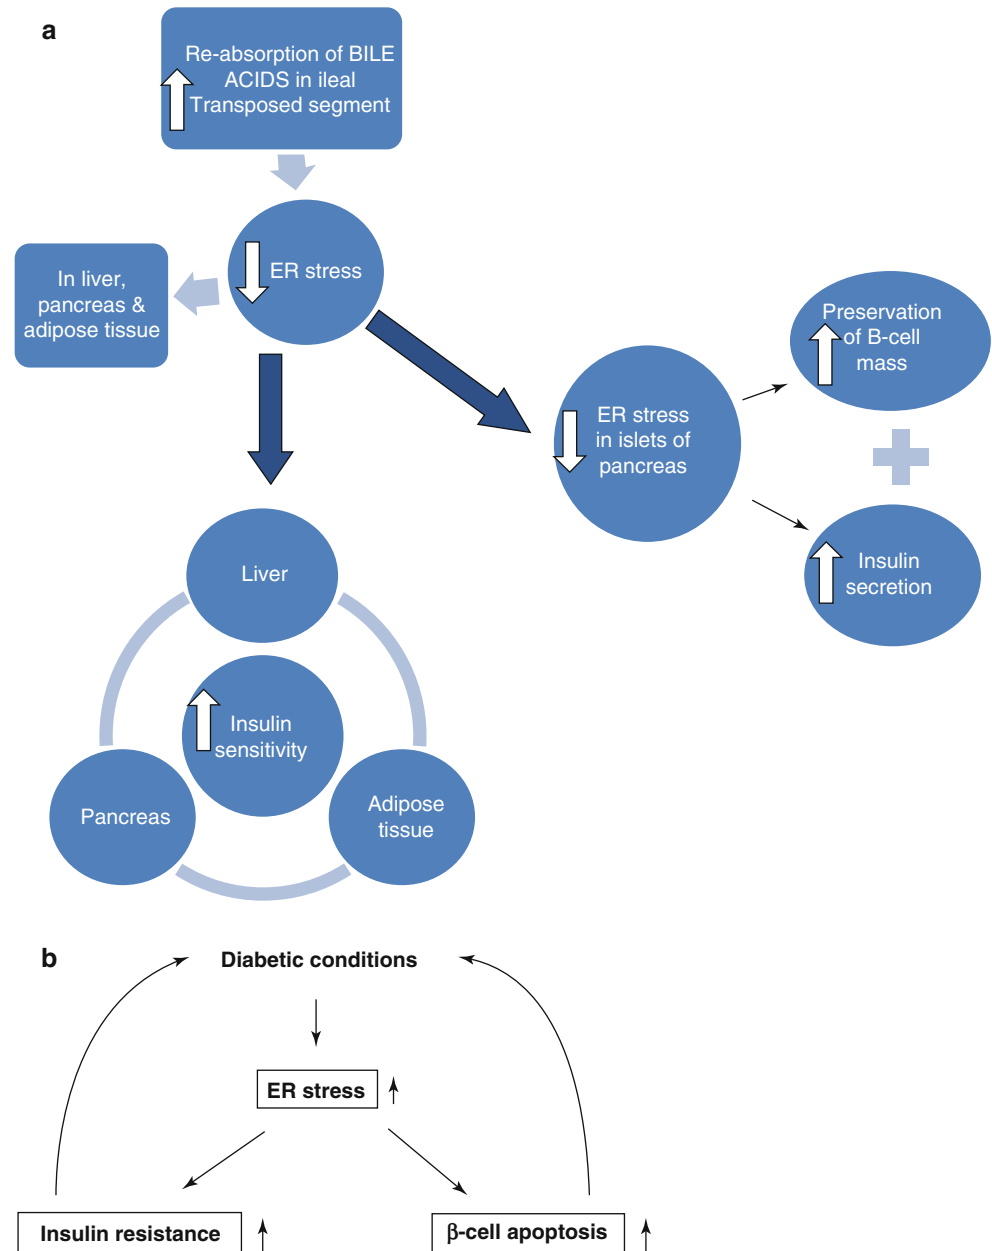 a
Re-absorption of BILE
ACIDS in ileal
Transposed segment
ER stress
In liver,
pancreas &
adipose tissue
Preservation
of B-cell
mass
ER stress
in islets of
pancreas
Insulin
secretion
Liver
Insulin
sensitivity
Pancreas
Adipose
tissue
b
Diabetic conditions
ER stress
Insulin resistance
β-cell apoptosis